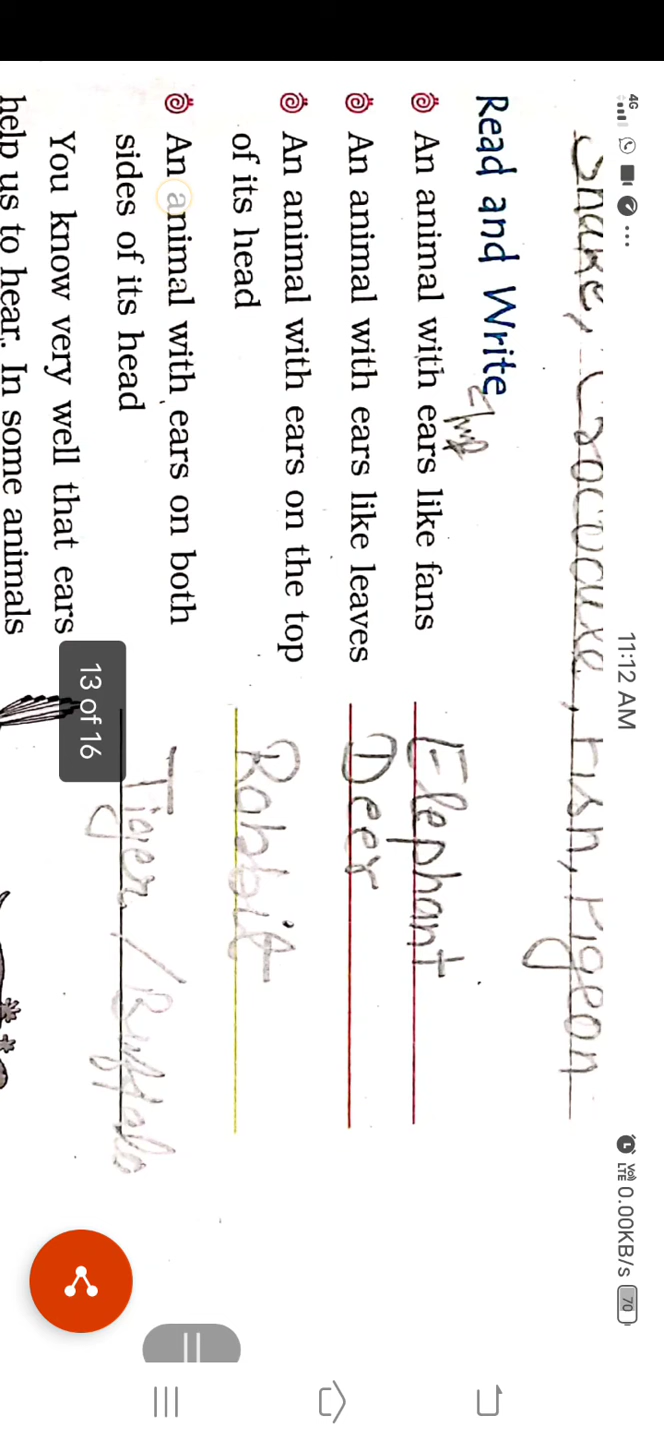 4G 11:12 AM VoI) LTE 0.00KB/s 70
Snake, Crocodile, Fish, Pigeon
Read and Write Imp
An animal with ears like fans Elephant
An animal with ears like leaves Deer
An animal with ears on the top Rabbit
of its head
An animal with ears on both
sides of its head Tiger / Buffalo
You know very well that ears
help us to hear. In some animals
13 of 16